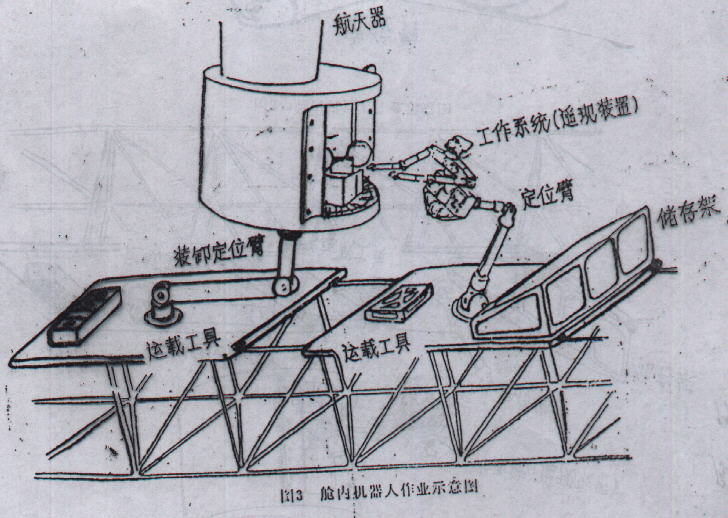 航天器
工作系统(遥现装置)
定位臂
储存架
装卸定位臂
运载工具
运载工具
图3 舱内机器人作业示意图